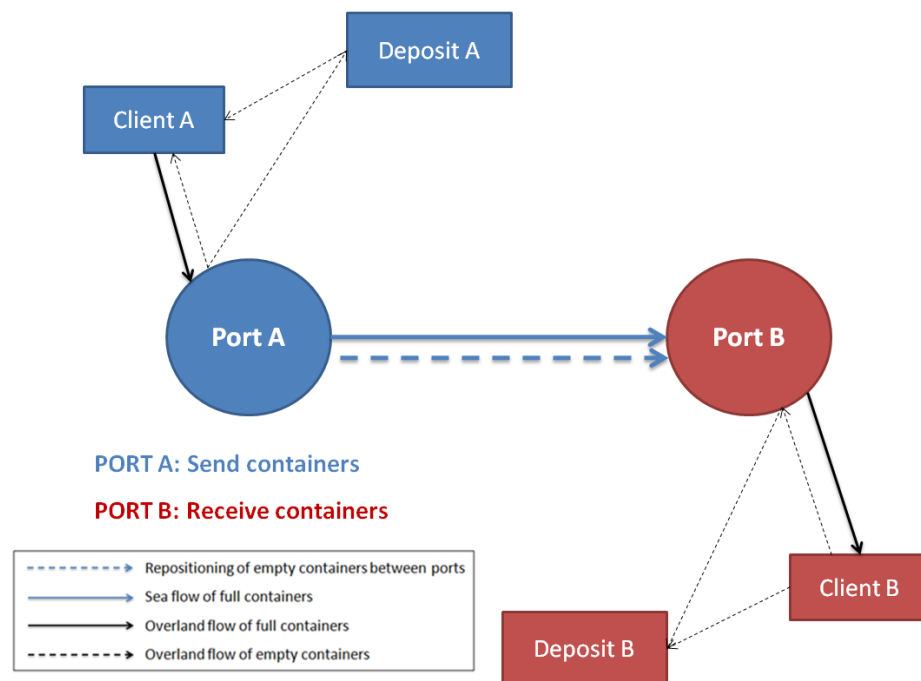 Deposit A
Client A
Port A
Port B
PORT A: Send containers
PORT B: Receive containers
Repositioning of empty containers between ports
Sea flow of full containers
Overland flow of full containers
Overland flow of empty containers
Client B
Deposit B